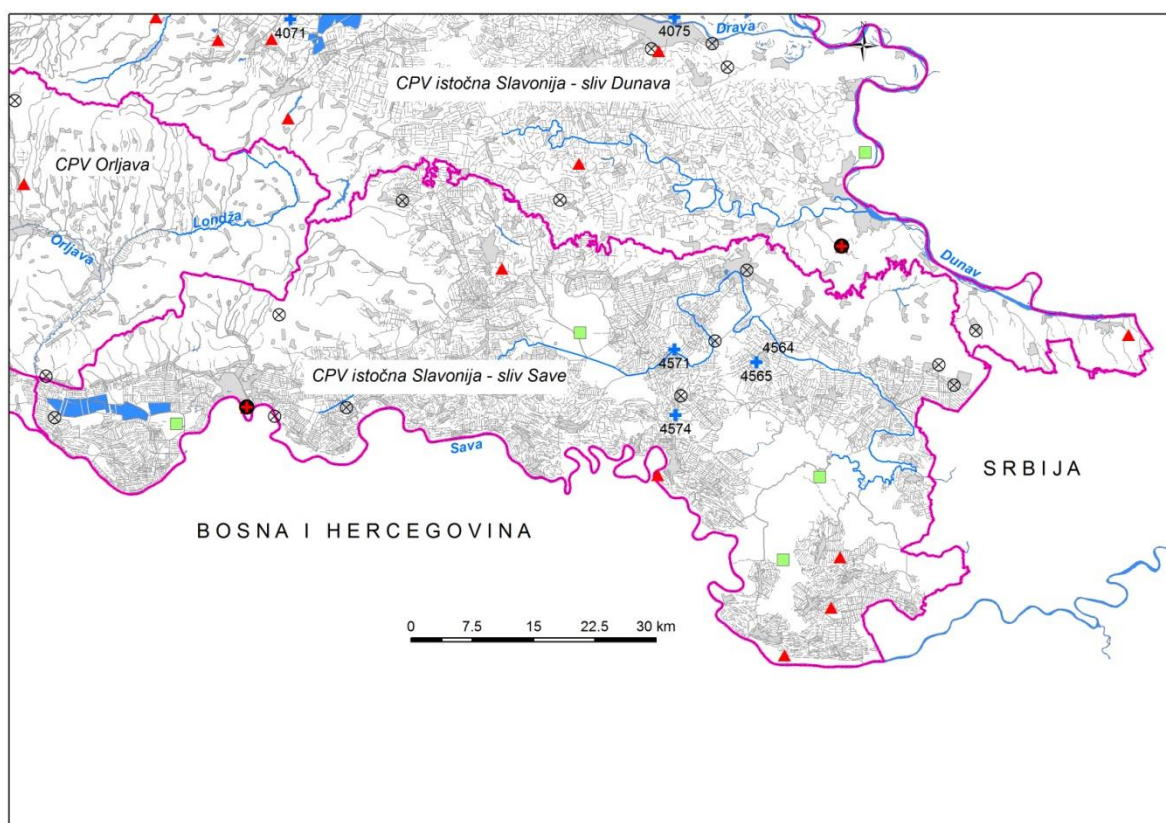 4071
4075
Drava
CPV istočna Slavonija - sliv Dunava
CPV Orljava
Londža
Orljava
Dunav
4564
4571
4565
CPV istočna Slavonija - sliv Save
4574
Sava
SRBIJA
BOSNA I HERCEGOVINA
0 7.5 15 22.5 30 km